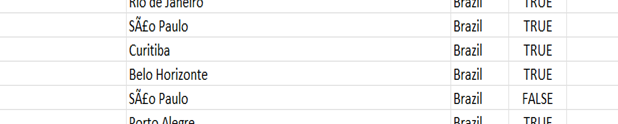 Rio de Janeiro Brazil TRUE
SÃ£o Paulo Brazil TRUE
Curitiba Brazil TRUE
Belo Horizonte Brazil TRUE
SÃ£o Paulo Brazil FALSE
Porto Alegre Brazil TRUE